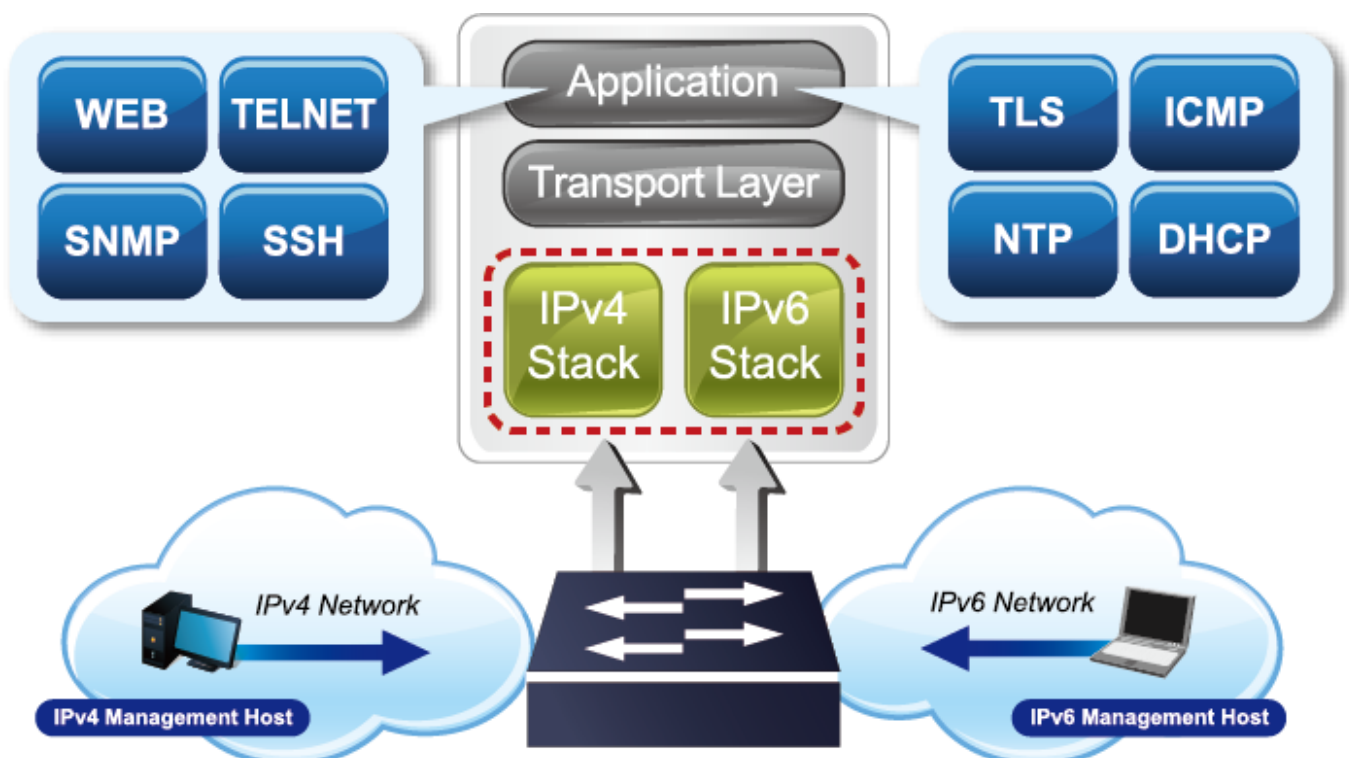 WEB
TELNET
SNMP
SSH
Application
Transport Layer
IPv4
Stack
IPv6
Stack
TLS
ICMP
NTP
DHCP
IPv4 Network
IPv4 Management Host
IPv6 Network
IPv6 Management Host